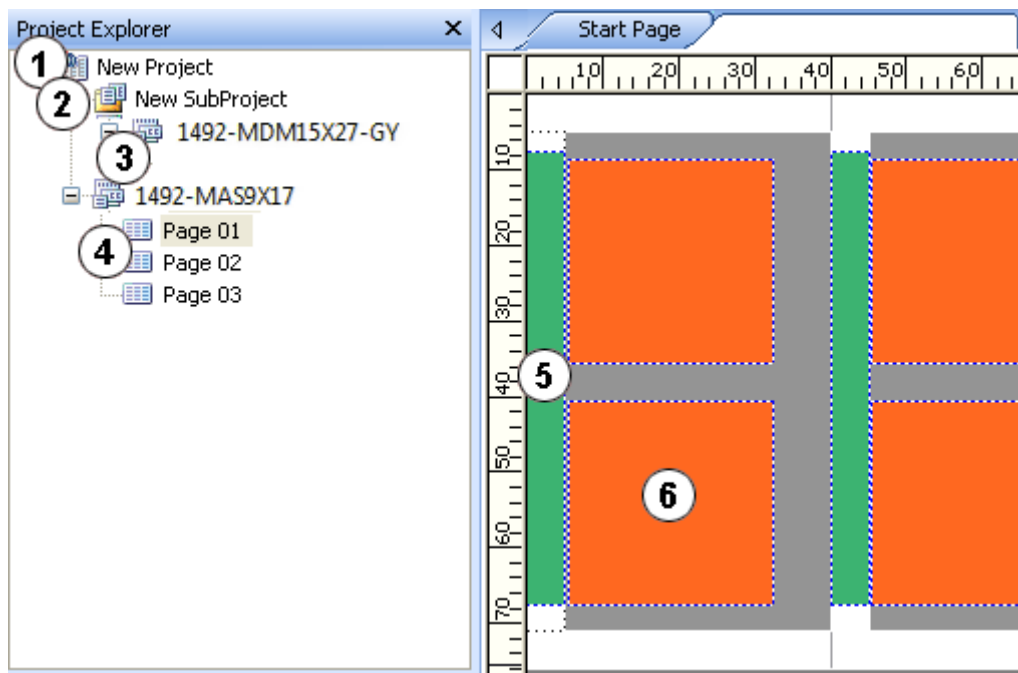 Project Explorer
1 New Project
2 New SubProject
1492-MDM15X27-GY
3
1492-MAS9X17
Page 01
4
Page 02
Page 03
Start Page
10 20 30 40 50 60
10
20
30
40
50
60
70
5
6